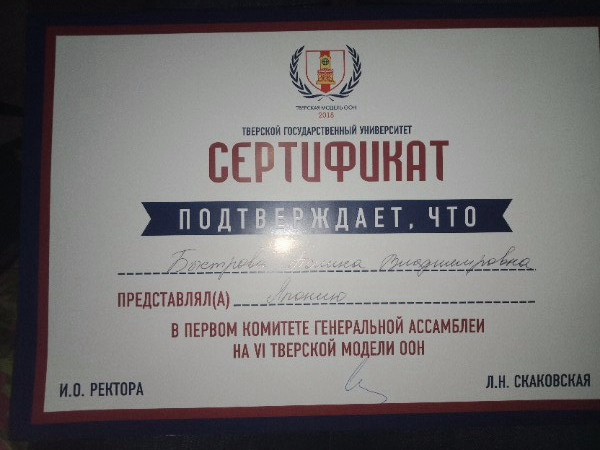 ТВЕРСКАЯ МОДЕЛЬ ООН
2018
ТВЕРСКОЙ ГОСУДАРСТВЕННЫЙ УНИВЕРСИТЕТ
СЕРТИФИКАТ
ПОДТВЕРЖДАЕТ, ЧТО
Быстрова Полина Владимировна
ПРЕДСТАВЛЯЛ(А) Японию
В ПЕРВОМ КОМИТЕТЕ ГЕНЕРАЛЬНОЙ АССАМБЛЕИ
НА VI ТВЕРСКОЙ МОДЕЛИ ООН
И.О. РЕКТОРА Л.Н. СКАКОВСКАЯ